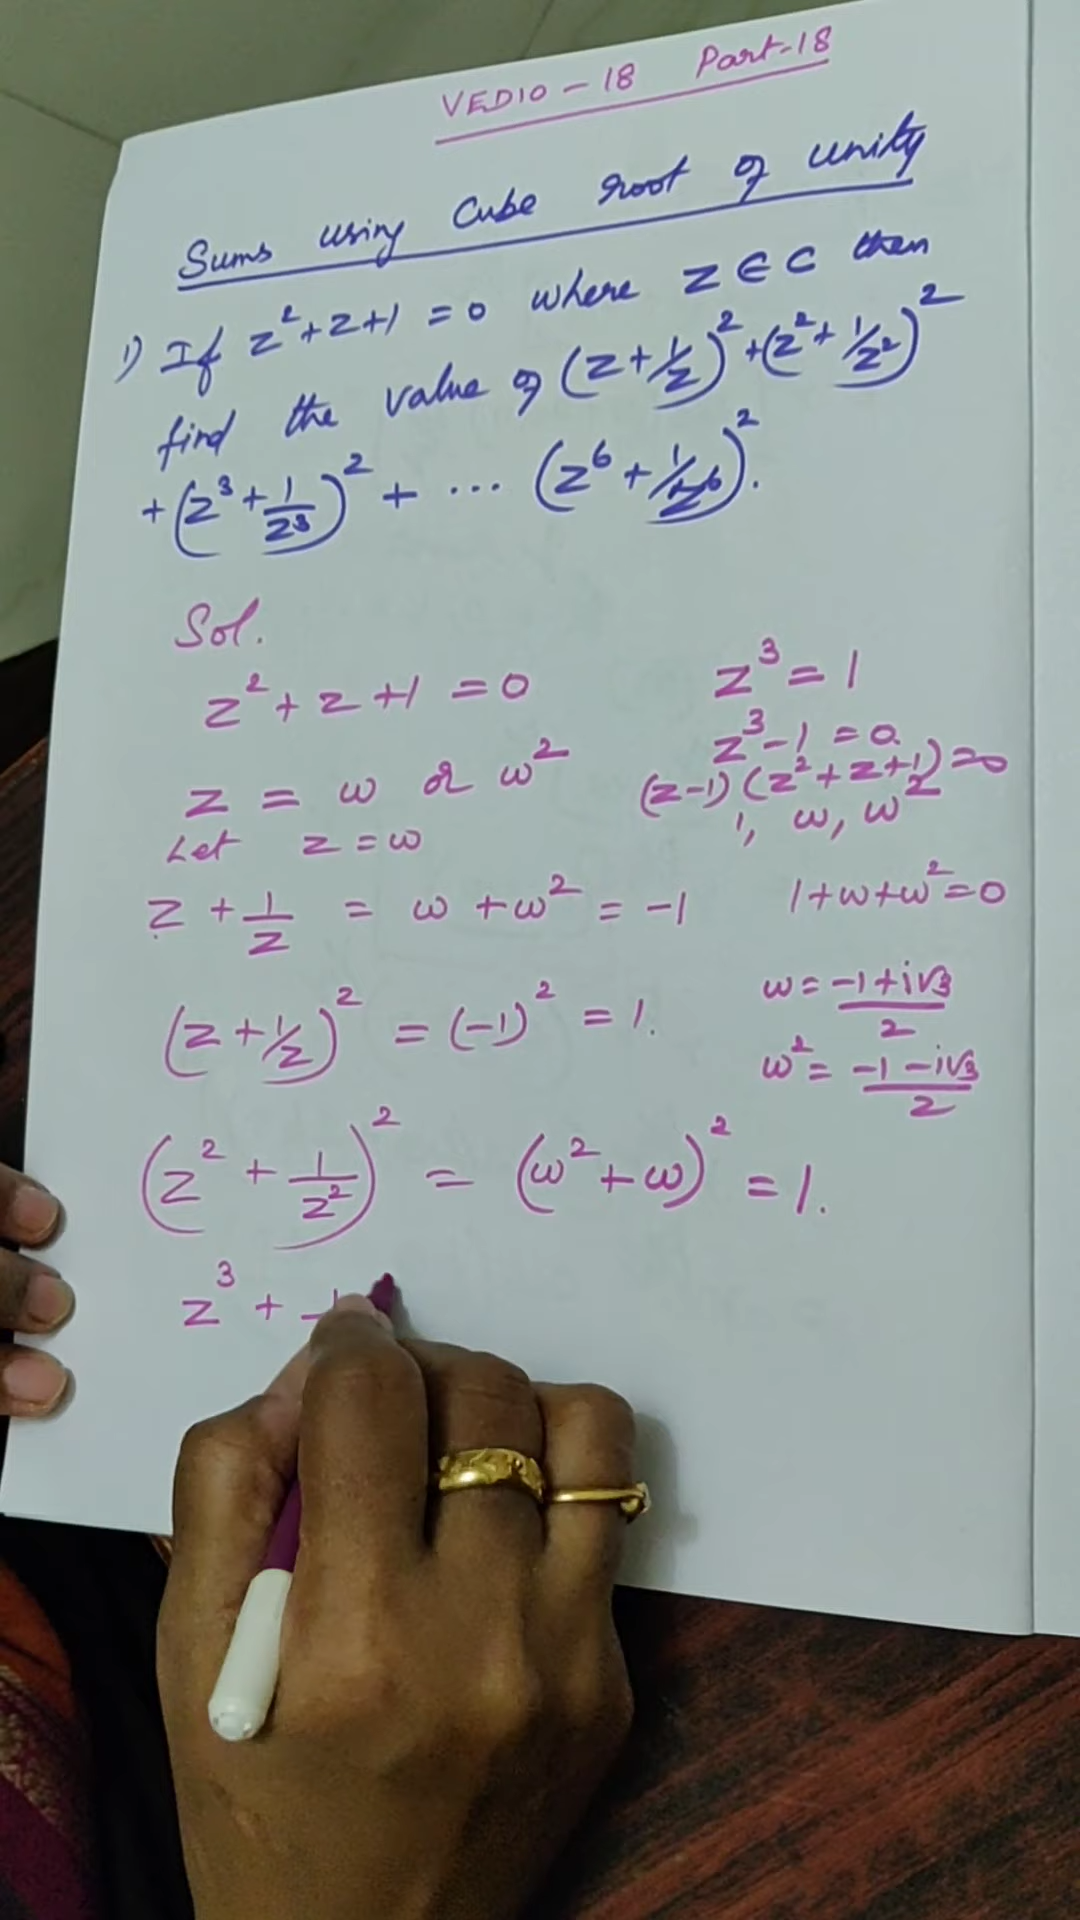 VEDIO - 18 Part-18
Sums using Cube root of unity
1) If z² + z + 1 = 0 where z ∈ C then
find the value of (z + 1/z)² + (z² + 1/z²)²
+ (z³ + 1/z³)² + ... (z⁶ + 1/z⁶)².
Sol.
z² + z + 1 = 0
z³ = 1
z³ - 1 = 0
z = ω or ω²
(z-1) (z² + z + 1) = 0
1, ω, ω²
Let z = ω
z + 1/z = ω + ω² = -1
1 + ω + ω² = 0
ω = (-1 + i√3)/2
(z + 1/z)² = (-1)² = 1.
ω² = (-1 - i√3)/2
(z² + 1/z²)² = (ω² + ω)² = 1.
z³ + 1